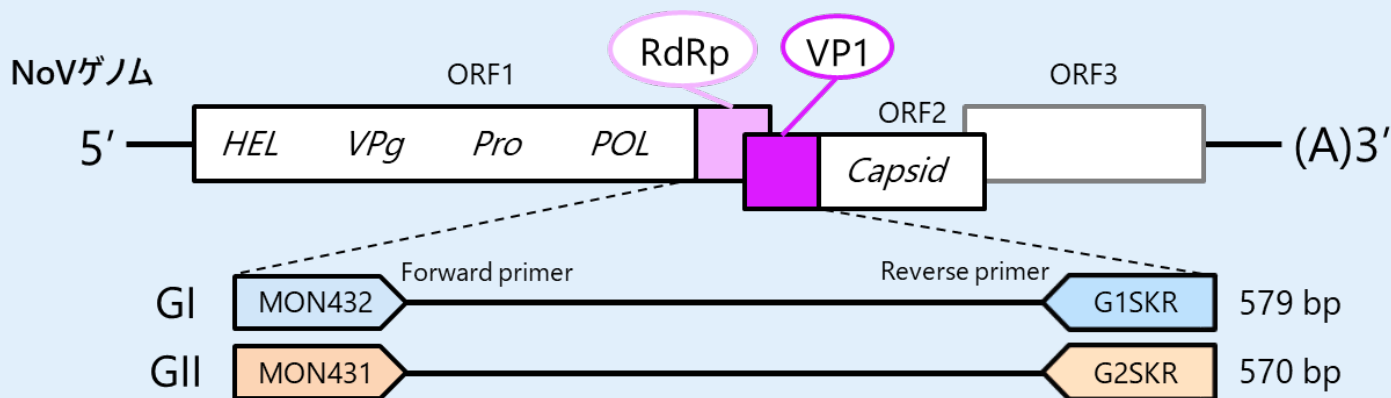 RdRp VP1
NoVゲノム ORF1 ORF3
ORF2
5′ HEL VPg Pro POL Capsid (A)3′
Forward primer Reverse primer
GI MON432 G1SKR 579 bp
GII MON431 G2SKR 570 bp